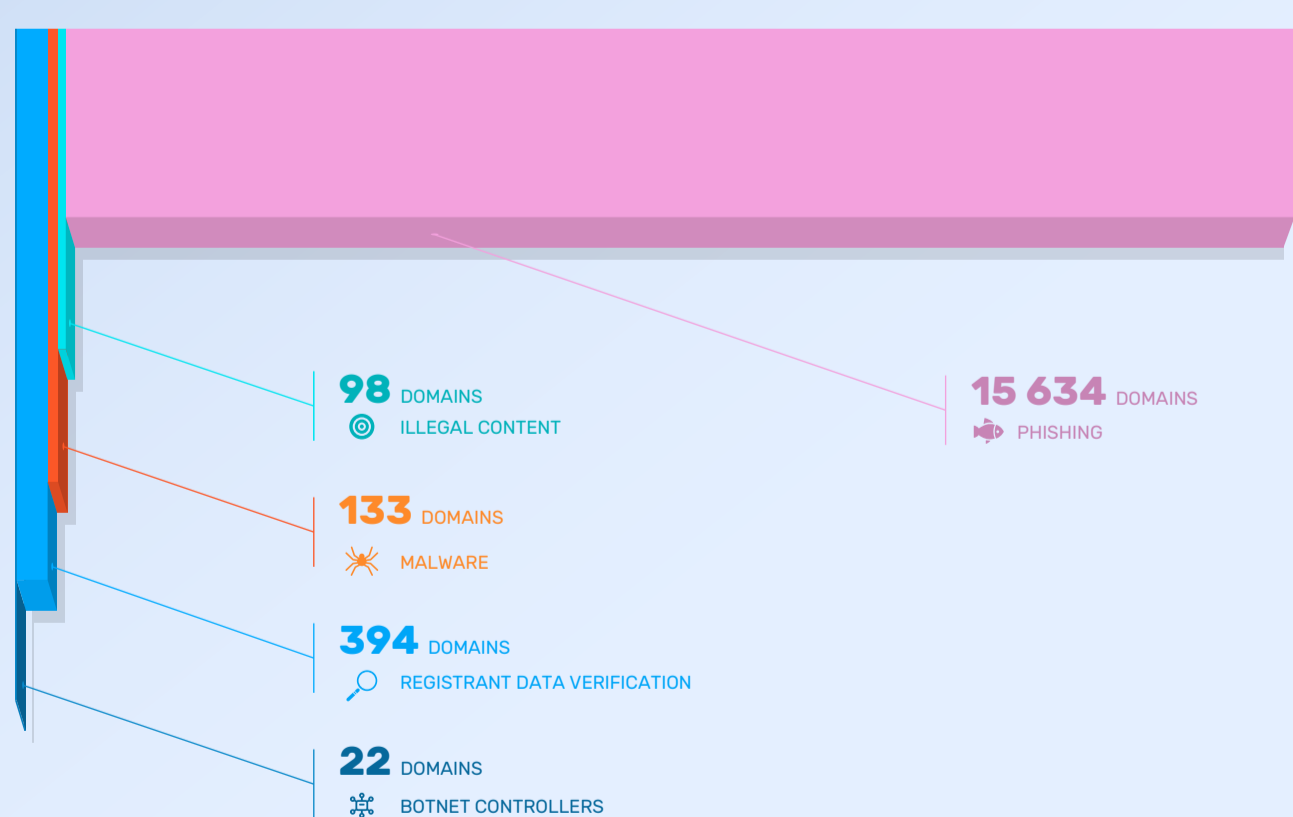 98 DOMAINS
ILLEGAL CONTENT
15 634 DOMAINS
PHISHING
133 DOMAINS
MALWARE
394 DOMAINS
REGISTRANT DATA VERIFICATION
22 DOMAINS
BOTNET CONTROLLERS